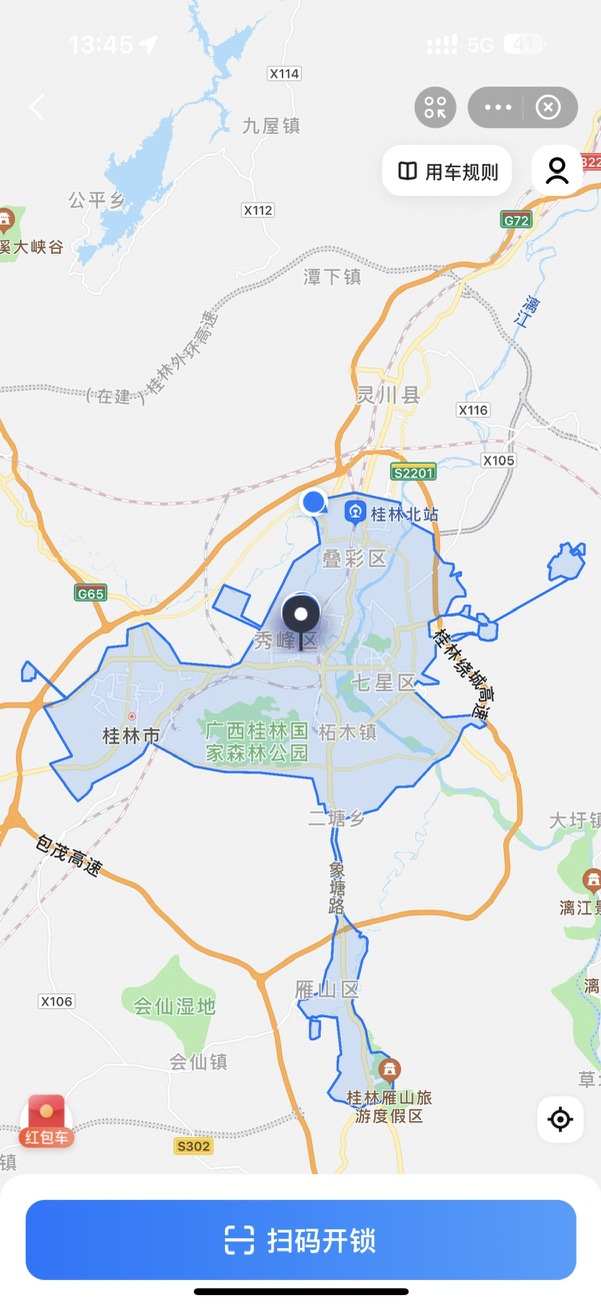 13:45
5G
41
X114
九屋镇
用车规则
公平乡
X112
G72
溪大峡谷
潭下镇
漓江
(在建)桂林外环高速
灵川县
X116
X105
S2201
桂林北站
叠彩区
G65
秀峰区
桂林绕城高速
七星区
桂林市
广西桂林国
家森林公园
柘木镇
二塘乡
大圩镇
包茂高速
象塘路
漓江景
漓
雁山区
X106
会仙湿地
会仙镇
桂林雁山旅
游度假区
草
红包车
S302
镇
扫码开锁